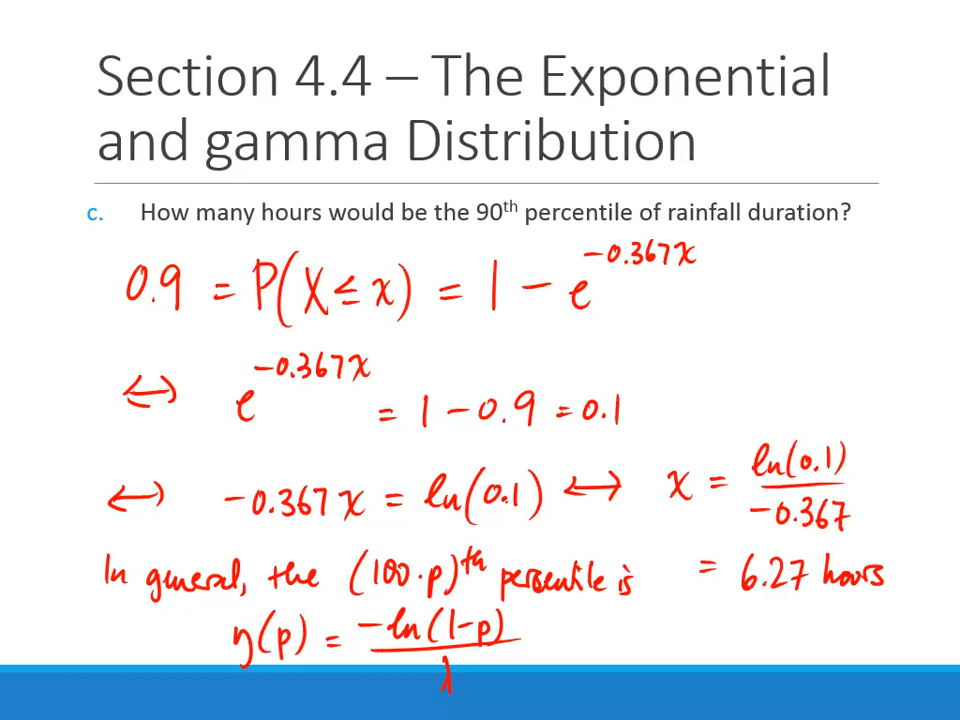 Section 4.4 – The Exponential
and gamma Distribution
c. How many hours would be the 90th percentile of rainfall duration?
0.9 = P(X ≤ x) = 1 − e^{−0.367x}
⟺ e^{−0.367x} = 1 − 0.9 = 0.1
⟷ −0.367x = ln(0.1) ⟷ x = ln(0.1) / −0.367
In general, the (100·p)^{th} percentile is = 6.27 hours
η(p) = −ln(1−p) / λ